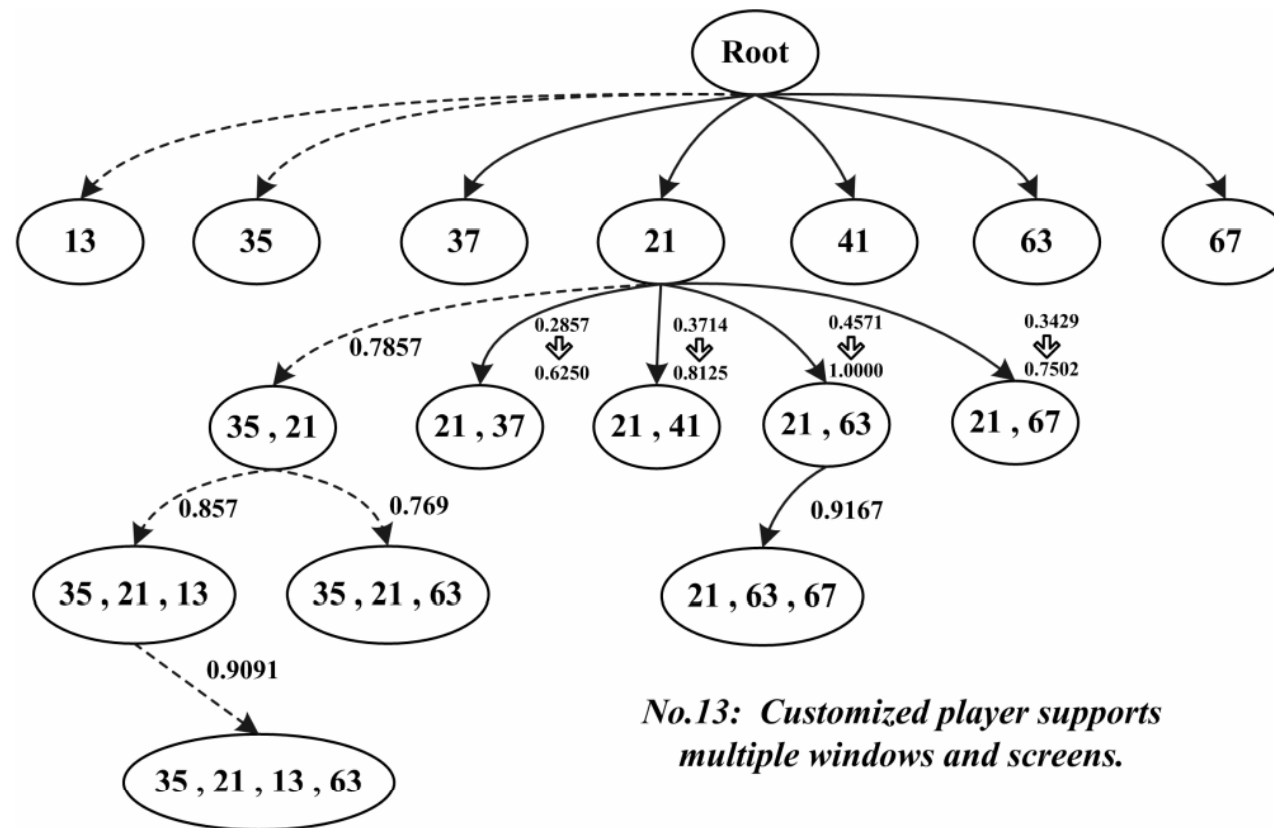 Root
13
35
37
21
41
63
67
0.7857
0.2857
0.6250
0.3714
0.8125
0.4571
1.0000
0.3429
0.7502
35 , 21
21 , 37
21 , 41
21 , 63
21 , 67
0.857
0.769
0.9167
35 , 21 , 13
35 , 21 , 63
21 , 63 , 67
0.9091
35 , 21 , 13 , 63
No.13: Customized player supports
multiple windows and screens.